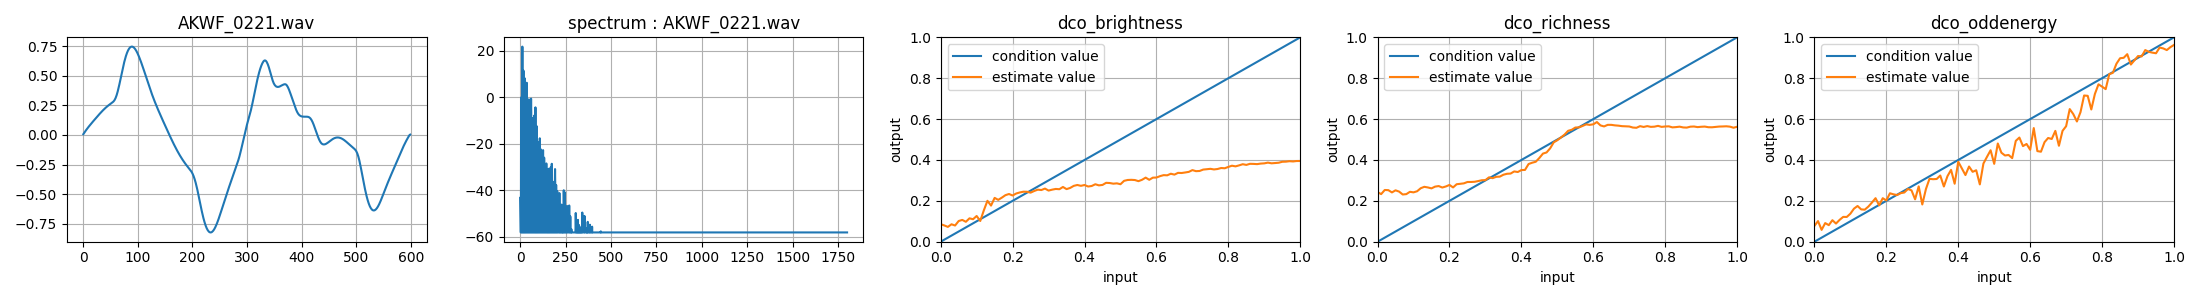 AKWF_0221.wav
0.75
0.50
0.25
0.00
−0.25
−0.50
−0.75
0 100 200 300 400 500 600
spectrum : AKWF_0221.wav
20
0
−20
−40
−60
0 250 500 750 1000 1250 1500 1750
dco_brightness
condition value
estimate value
output
1.0
0.8
0.6
0.4
0.2
0.0
0.0 0.2 0.4 0.6 0.8 1.0
input
dco_richness
condition value
estimate value
output
1.0
0.8
0.6
0.4
0.2
0.0
0.0 0.2 0.4 0.6 0.8 1.0
input
dco_oddenergy
condition value
estimate value
output
1.0
0.8
0.6
0.4
0.2
0.0
0.0 0.2 0.4 0.6 0.8 1.0
input